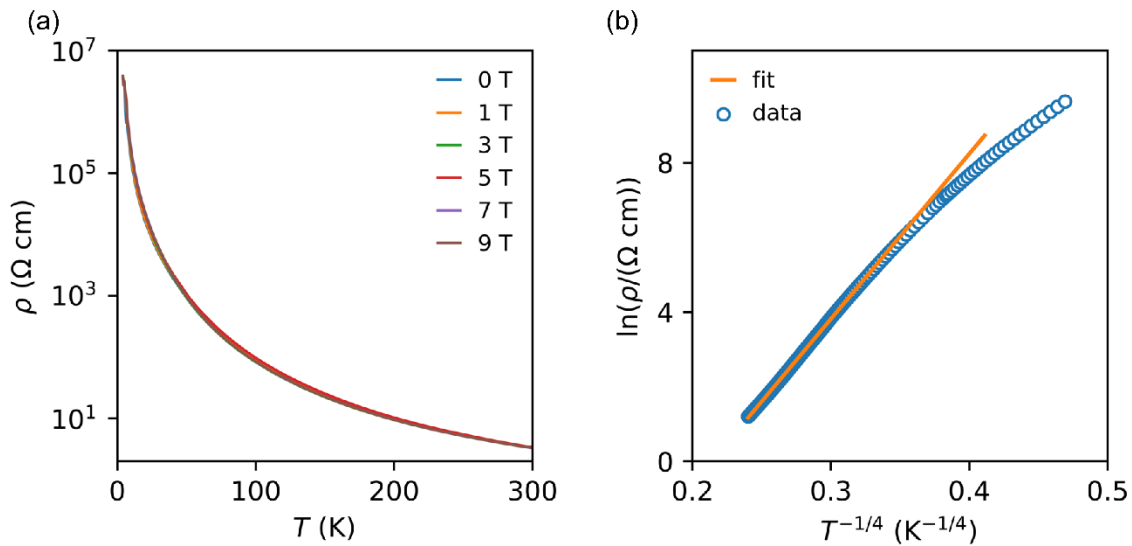 (a)
10⁷
10⁵
10³
10¹
ρ (Ω cm)
0 T
1 T
3 T
5 T
7 T
9 T
0
100
200
300
T (K)
(b)
8
4
0
ln(ρ/(Ω cm))
fit
data
0.2
0.3
0.4
0.5
T⁻¹/⁴ (K⁻¹/⁴)